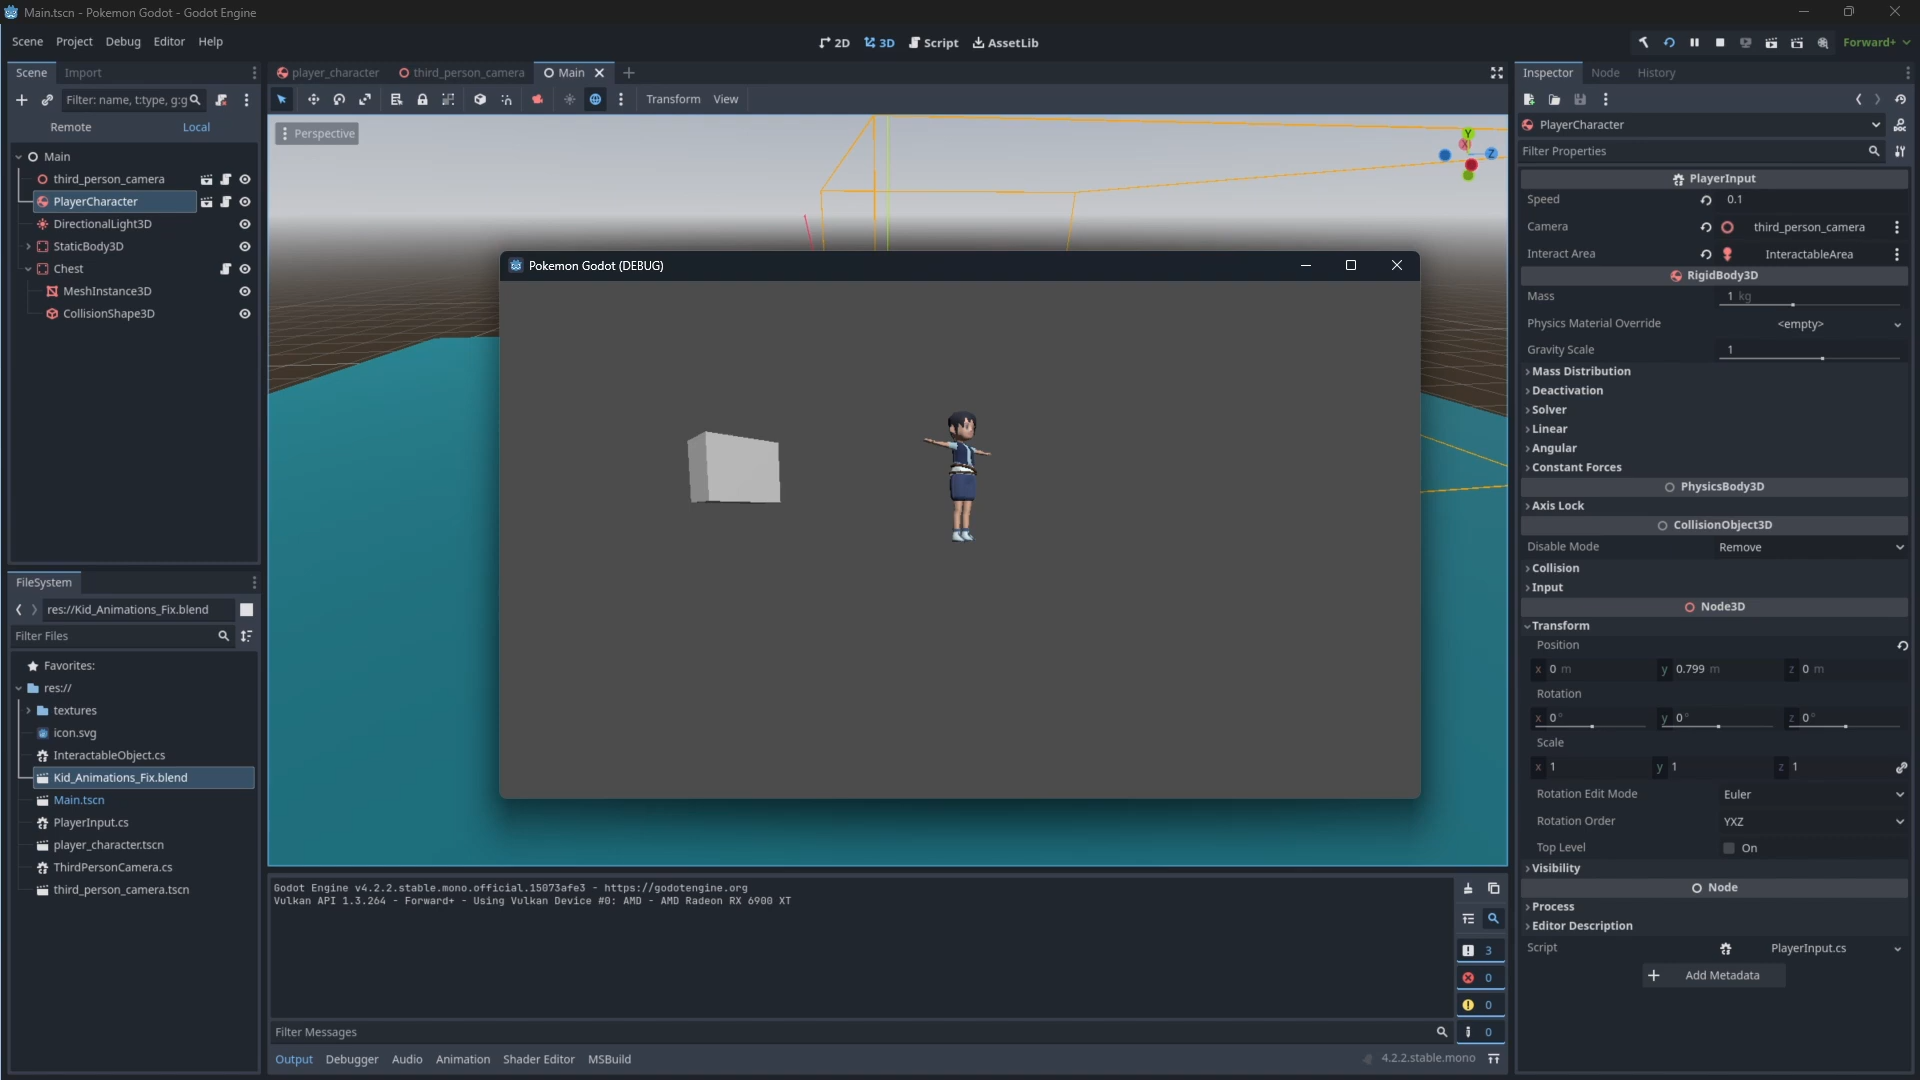 Main.tscn - Pokemon Godot - Godot Engine
Scene Project Debug Editor Help
2D 3D Script AssetLib
Forward+
Scene Import
Filter: name, t:type, g:g
Remote Local
Main
third_person_camera
PlayerCharacter
DirectionalLight3D
StaticBody3D
Chest
MeshInstance3D
CollisionShape3D
FileSystem
res://Kid_Animations_Fix.blend
Filter Files
Favorites:
res://
textures
icon.svg
InteractableObject.cs
Kid_Animations_Fix.blend
Main.tscn
PlayerInput.cs
player_character.tscn
ThirdPersonCamera.cs
third_person_camera.tscn
player_character third_person_camera Main
Transform View
Perspective
Y
X
Z
Pokemon Godot (DEBUG)
Godot Engine v4.2.2.stable.mono.official.15073afe3 - https://godotengine.org
Vulkan API 1.3.264 - Forward+ - Using Vulkan Device #0: AMD - AMD Radeon RX 6900 XT
3
0
0
0
Filter Messages
Output Debugger Audio Animation Shader Editor MSBuild
4.2.2.stable.mono
Inspector Node History
PlayerCharacter
Filter Properties
PlayerInput
Speed 0.1
Camera third_person_camera
Interact Area InteractableArea
RigidBody3D
Mass 1 kg
Physics Material Override <empty>
Gravity Scale 1
Mass Distribution
Deactivation
Solver
Linear
Angular
Constant Forces
PhysicsBody3D
Axis Lock
CollisionObject3D
Disable Mode Remove
Collision
Input
Node3D
Transform
Position
x 0 m y 0.799 m z 0 m
Rotation
x 0° y 0° z 0°
Scale
x 1 y 1 z 1
Rotation Edit Mode Euler
Rotation Order YXZ
Top Level On
Visibility
Node
Process
Editor Description
Script PlayerInput.cs
Add Metadata